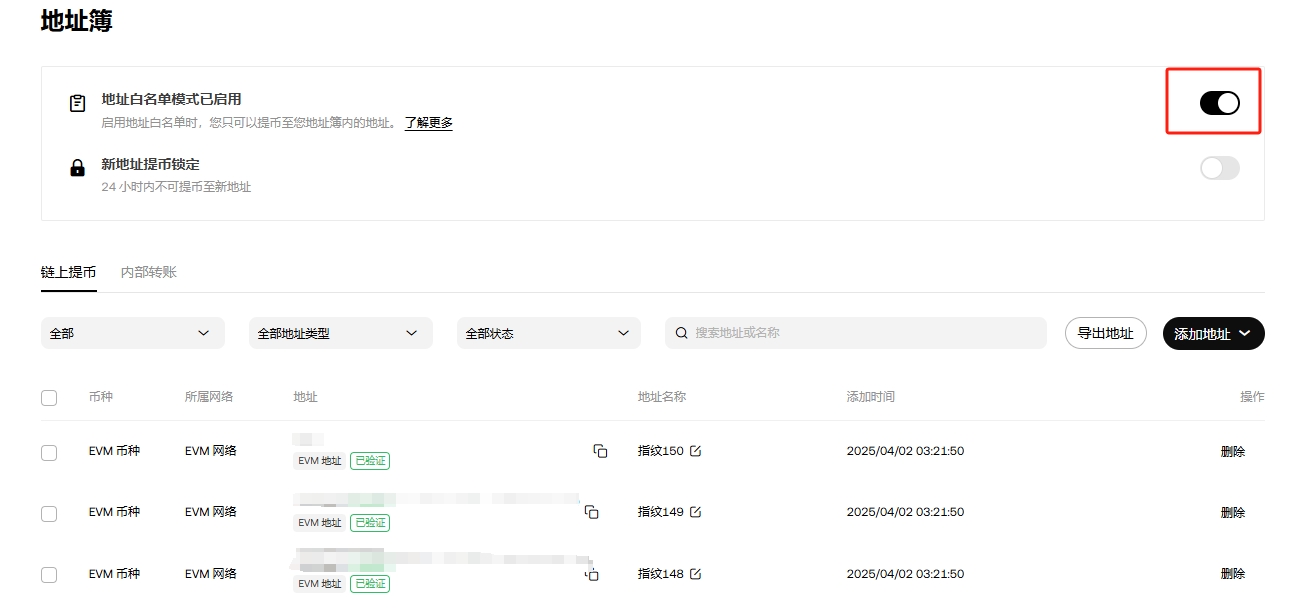 地址簿
地址白名单模式已启用
启用地址白名单时，您只可以提币至您地址簿内的地址。 了解更多
新地址提币锁定
24 小时内不可提币至新地址
链上提币 内部转账
全部 全部地址类型 全部状态 搜索地址或名称 导出地址 添加地址
币种 所属网络 地址 地址名称 添加时间 操作
EVM 币种 EVM 网络 指纹150 2025/04/02 03:21:50 删除
EVM 地址 已验证
EVM 币种 EVM 网络 指纹149 2025/04/02 03:21:50 删除
EVM 地址 已验证
EVM 币种 EVM 网络 指纹148 2025/04/02 03:21:50 删除
EVM 地址 已验证